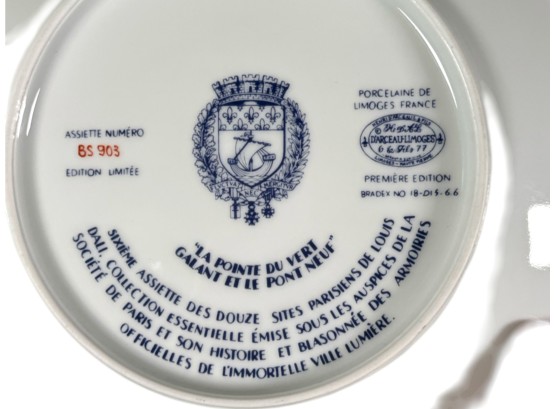 ASSIETTE NUMÉRO
BS 903
EDITION LIMITÉE
PORCELAINE DE
LIMOGES FRANCE
D'ARCEAU-LIMOGES
PREMIÈRE EDITION
BRADEX NO 18-D15-6.6
"LA POINTE DU VERT
GALANT ET LE PONT NEUF"
SIXIÈME ASSIETTE DES DOUZE SITES PARISIENS DE LOUIS
DALI, COLLECTION ESSENTIELLE ÉMISE SOUS LES AUSPICES DE LA
SOCIÉTÉ DE PARIS ET SON HISTOIRE ET BLASONNÉE DES ARMOIRIES
OFFICIELLES DE L'IMMORTELLE VILLE LUMIÈRE.